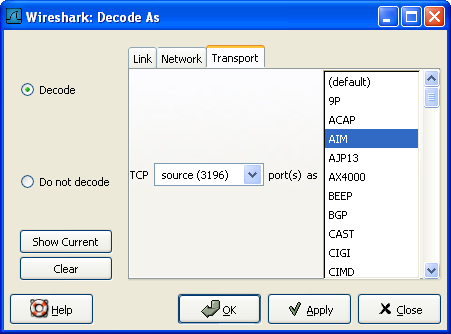 Wireshark: Decode As
Link Network Transport
Decode
Do not decode
Show Current
Clear
TCP source (3196) port(s) as
(default)
9P
ACAP
AIM
AJP13
AX4000
BEEP
BGP
CAST
CIGI
CIMD
Help OK Apply Close